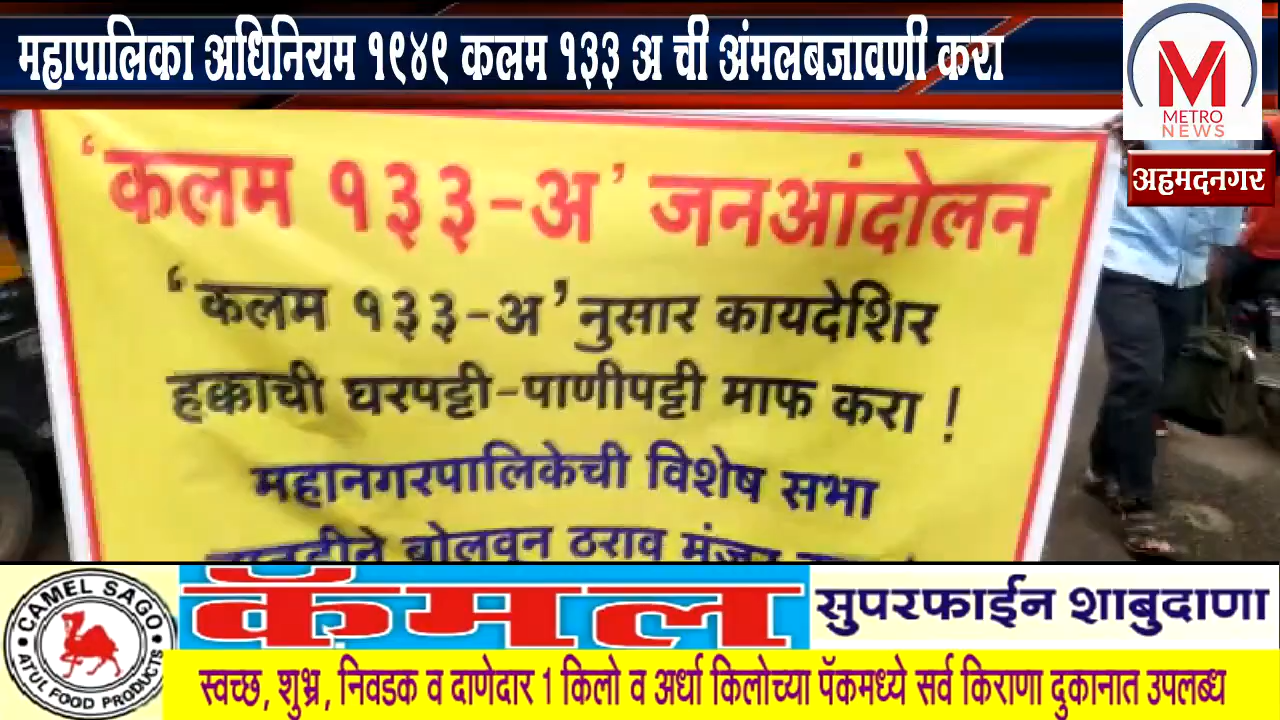 महापालिका अधिनियम १९४९ कलम १३३ अ ची अंमलबजावणी करा
M
METRO
NEWS
अहमदनगर
‘कलम १३३-अ’ जनआंदोलन
‘कलम १३३-अ’ नुसार कायदेशिर
हक्काची घरपट्टी-पाणीपट्टी माफ करा !
महानगरपालिकेची विशेष सभा
बोलवून ठराव मंजूर
CAMEL SAGO
ATUL FOOD PRODUCTS
कॅमल
सुपरफाईन शाबुदाणा
स्वच्छ, शुभ्र, निवडक व दाणेदार 1 किलो व अर्धा किलोच्या पॅकमध्ये सर्व किराणा दुकानात उपलब्ध